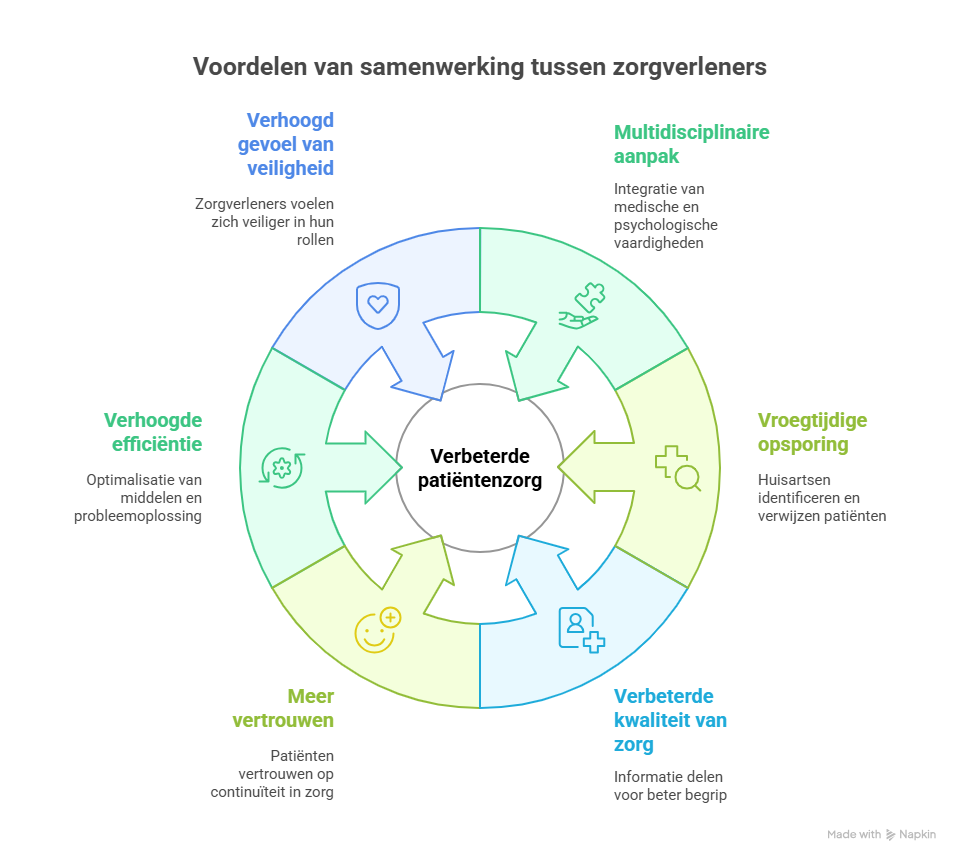 Voordelen van samenwerking tussen zorgverleners
Verhoogd
gevoel van
veiligheid
Zorgverleners voelen
zich veiliger in hun
rollen
Multidisciplinaire
aanpak
Integratie van
medische en
psychologische
vaardigheden
Verhoogde
efficiëntie
Optimalisatie van
middelen en
probleemoplossing
Verbeterde
patiëntenzorg
Vroegtijdige
opsporing
Huisartsen
identificeren en
verwijzen patiënten
Meer
vertrouwen
Patiënten
vertrouwen op
continuïteit in zorg
Verbeterde
kwaliteit van
zorg
Informatie delen
voor beter begrip
Made with Napkin